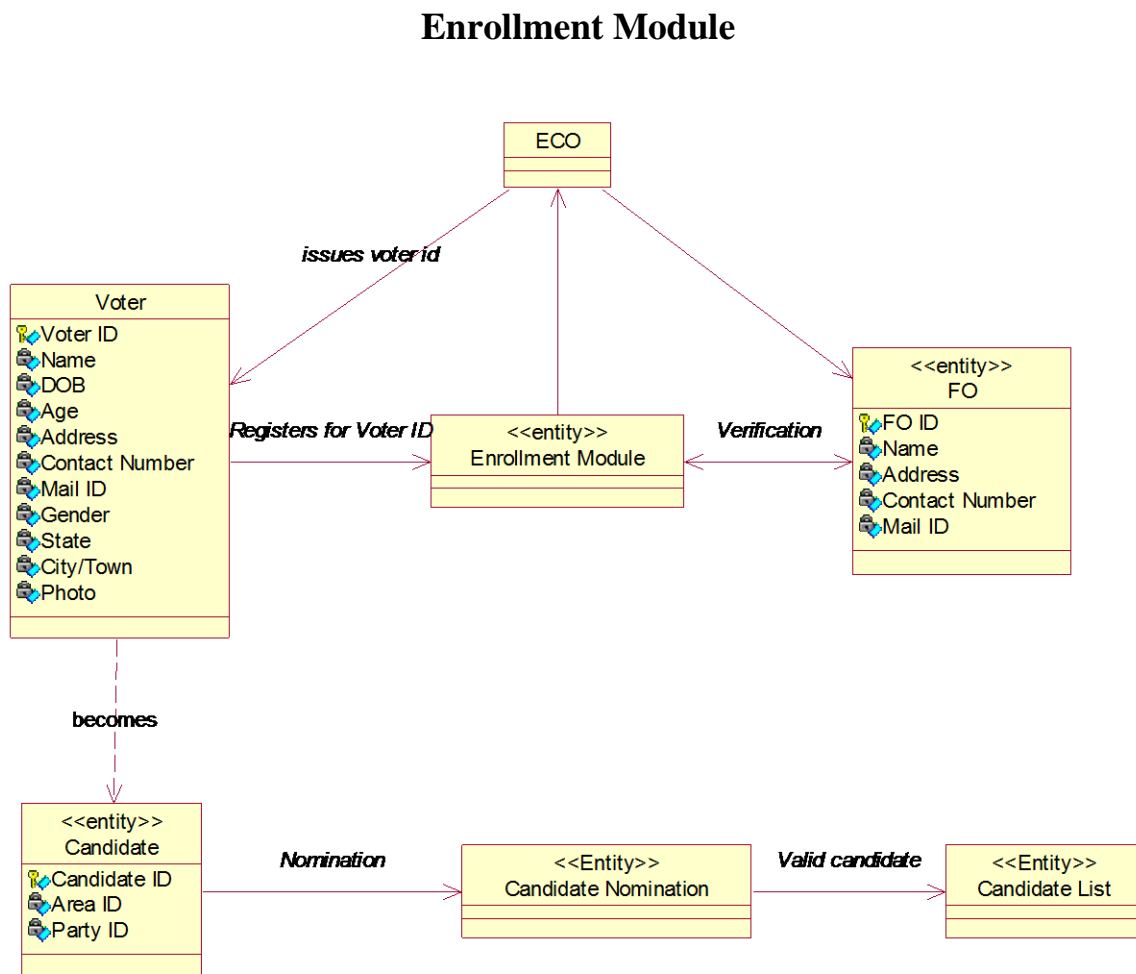 Enrollment Module
ECO
issues voter id
Voter
Voter ID
Name
DOB
Age
Address
Contact Number
Mail ID
Gender
State
City/Town
Photo
Registers for Voter ID
<<entity>>
Enrollment Module
Verification
<<entity>>
FO
FO ID
Name
Address
Contact Number
Mail ID
becomes
<<entity>>
Candidate
Candidate ID
Area ID
Party ID
Nomination
<<Entity>>
Candidate Nomination
Valid candidate
<<Entity>>
Candidate List